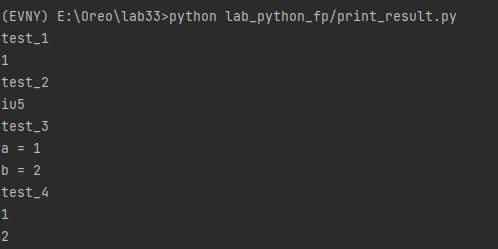 (EVNY) E:\Oreo\lab33>python lab_python_fp/print_result.py
test_1
1
test_2
iu5
test_3
a = 1
b = 2
test_4
1
2